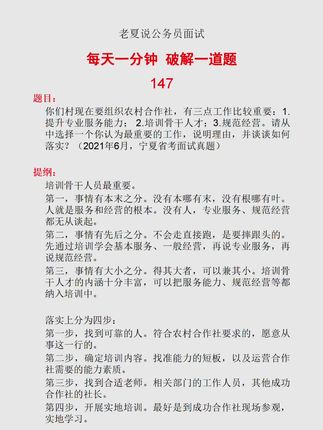 老夏说公务员面试
每天一分钟 破解一道题
147
题目：
你们村现在要组织农村合作社，有三点工作比较重要：1.
提升专业服务能力； 2.培训骨干人才；3.规范经营。请从
中选择一个你认为最重要的工作，说明理由，并谈谈如何
落实？（2021年6月，宁夏省考面试真题）
提纲：
培训骨干人员最重要。
第一，事情有本末之分。没有本哪有末，没有根哪有叶。
人就是服务和经营的根本。没有人，专业服务、规范经营
都无从谈起。
第二，事情有先后之分。不会走直接跑，是要摔跟头的。
先通过培训学会基本服务、一般经营，再说专业服务，再
说规范经营。
第三，事情有大小之分。得其大者，可以兼其小。培训骨
干人才的内涵十分丰富，可以把服务能力、规范经营等都
纳入培训中。
落实上分为四步：
第一步，找到可靠的人。符合农村合作社要求的，愿意从
事这一行的。
第二步，确定培训内容。找准能力的短板，以及运营合作
社需要的能力素质。
第三步，找到合适老师。相关部门的工作人员，其他成功
合作社的社长。
第四步，开展实地培训。最好是到成功合作社现场参观，
实地学习。